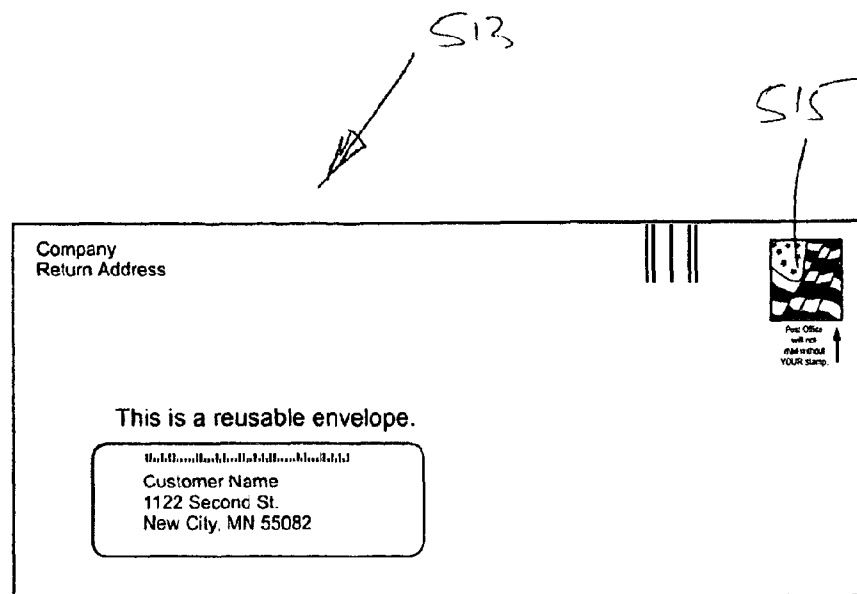 513
515
Company
Return Address
Post Office
will not
mail without
YOUR stamp.
This is a reusable envelope.
Customer Name
1122 Second St.
New City, MN 55082